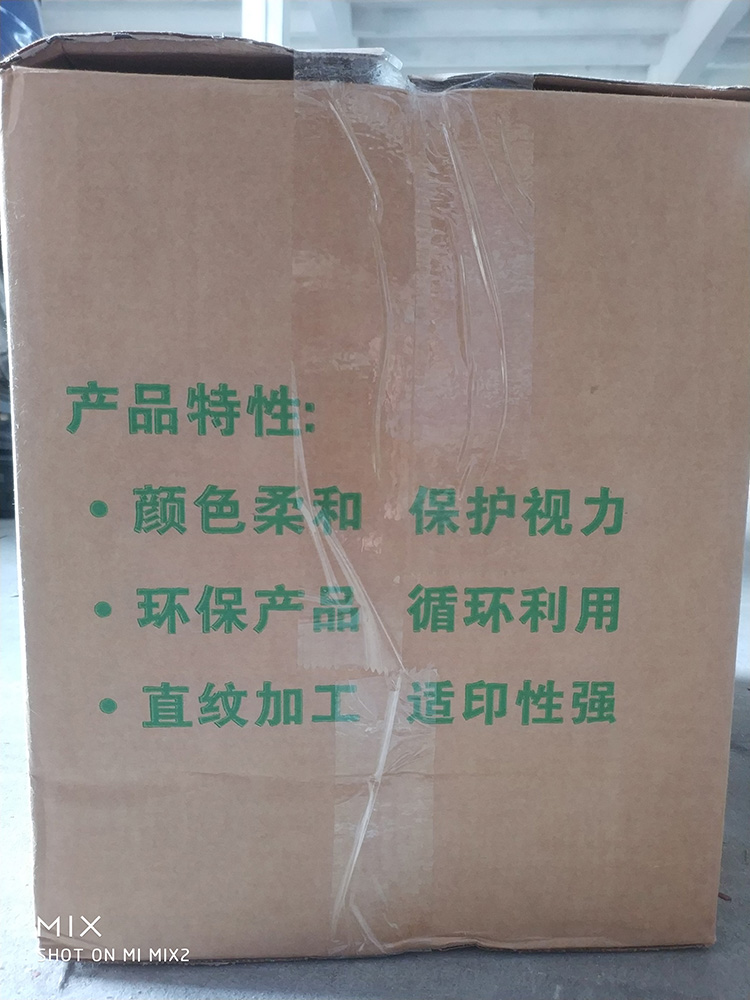 产品特性:
• 颜色柔和 保护视力
• 环保产品 循环利用
• 直纹加工 适印性强
MIX
SHOT ON MI MIX2